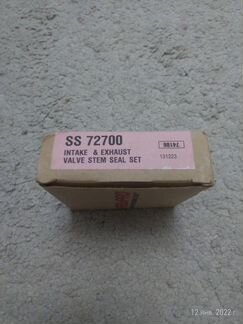 SS 72700
INTAKE & EXHAUST
VALVE STEM SEAL SET
74188
131223
12 янв. 2022 г.